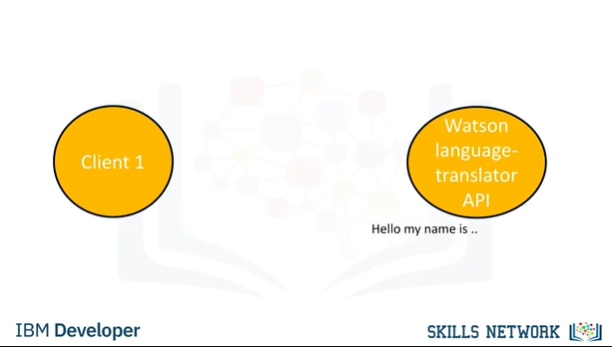 Client 1
Watson
language-
translator
API
Hello my name is ..
IBM Developer
SKILLS NETWORK